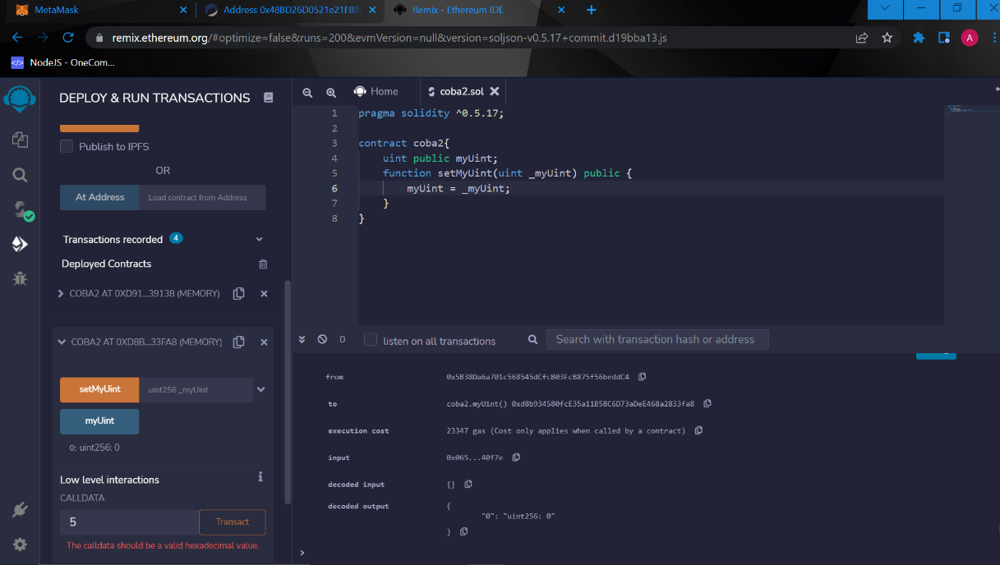 MetaMask
Address 0x48BD26D0521e21F88
Remix - Ethereum IDE
remix.ethereum.org/#optimize=false&runs=200&evmVersion=null&version=soljson-v0.5.17+commit.d19bba13.js
A
</> NodeJS - OneCom...
DEPLOY & RUN TRANSACTIONS
Publish to IPFS
OR
At Address
Load contract from Address
Transactions recorded 4
Deployed Contracts
COBA2 AT 0XD91...39138 (MEMORY)
COBA2 AT 0XD8B...33FA8 (MEMORY)
setMyUint
uint256 _myUint
myUint
0: uint256: 0
Low level interactions
CALLDATA
5
Transact
The calldata should be a valid hexadecimal value.
Home
coba2.sol
1 pragma solidity ^0.5.17;
2
3 contract coba2{
4 uint public myUint;
5 function setMyUint(uint _myUint) public {
6 myUint = _myUint;
7 }
8 }
0
listen on all transactions
Search with transaction hash or address
from 0x5B38Da6a701c568545dCfcB03FcB875f56beddC4
to coba2.myUint() 0xd8b934580fcE35a11B58C6D73aDeE468a2833fa8
execution cost 23347 gas (Cost only applies when called by a contract)
input 0x065...40f7e
decoded input {}
decoded output {
"0": "uint256: 0"
}
>